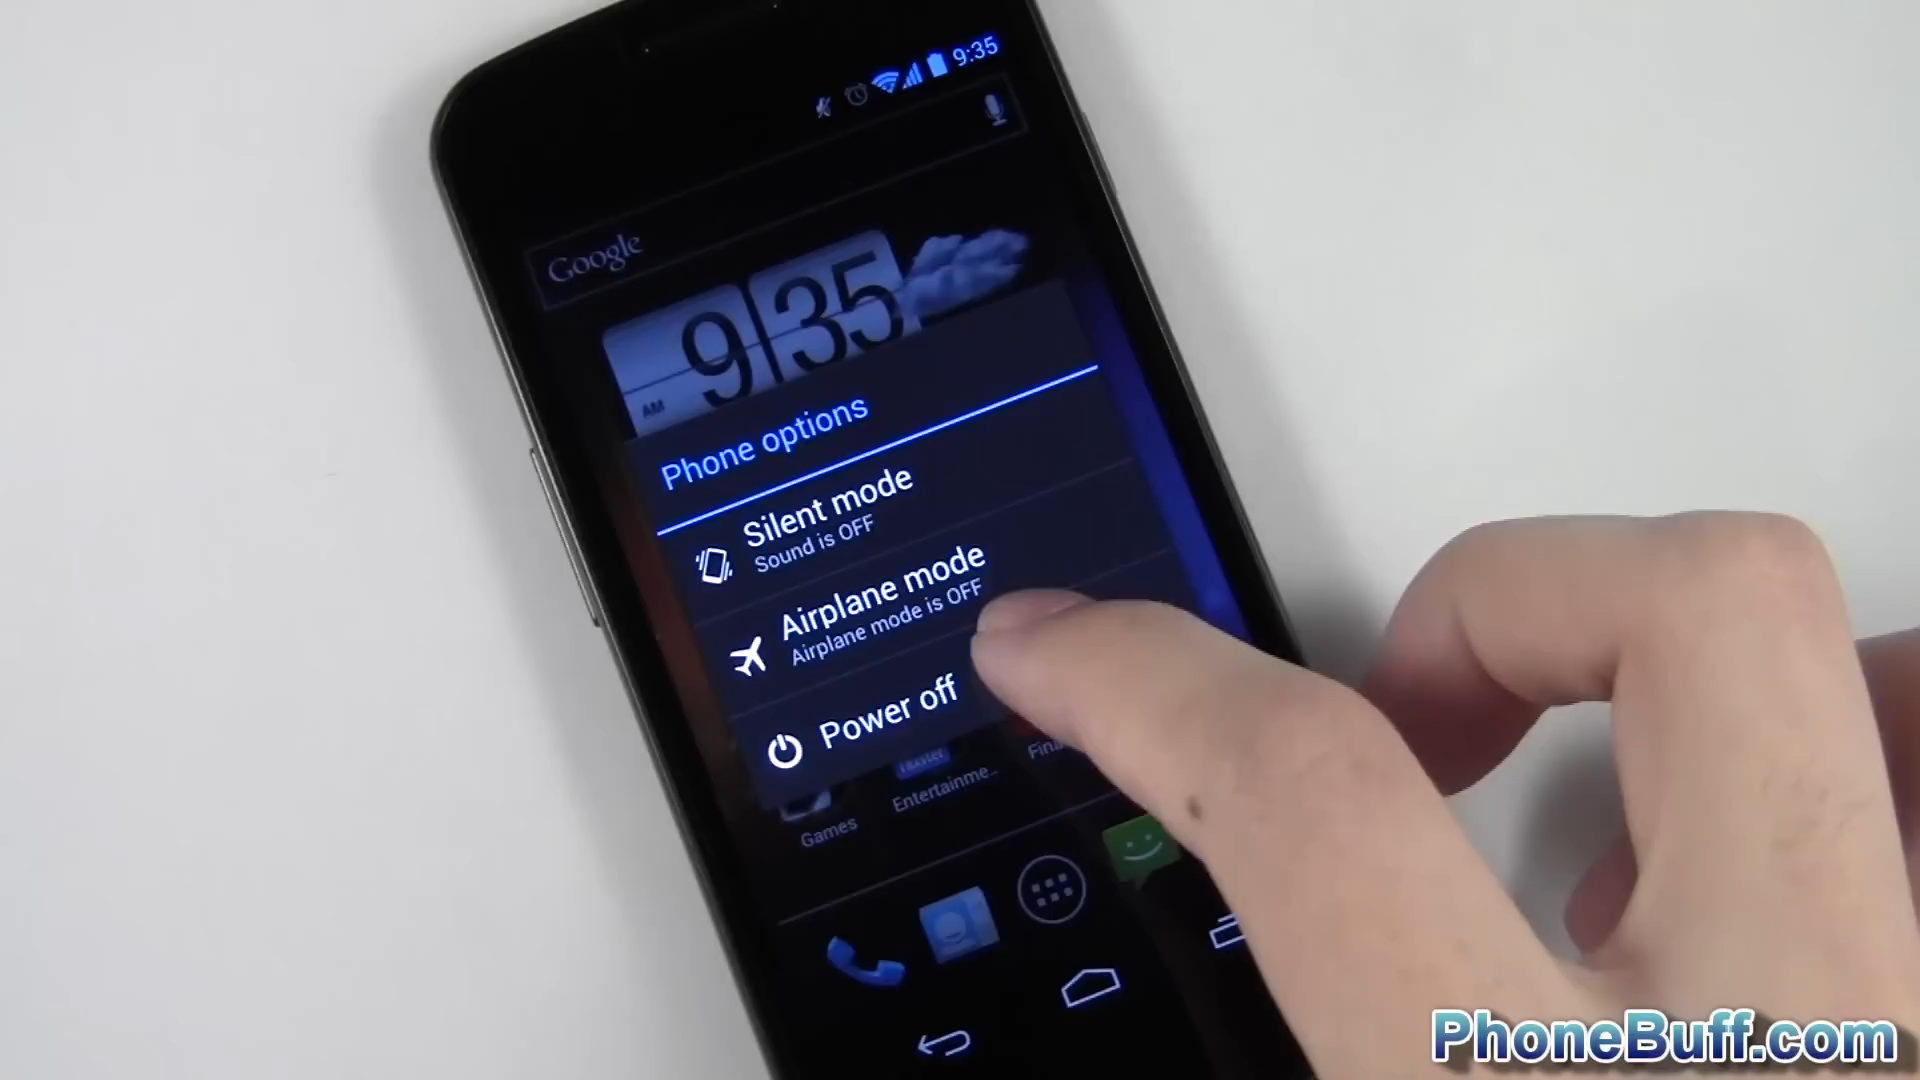 9:35
Google
9 35
AM
Phone options
Silent mode
Sound is OFF
Airplane mode
Airplane mode is OFF
Power off
Entertainme...
Games
PhoneBuff.com